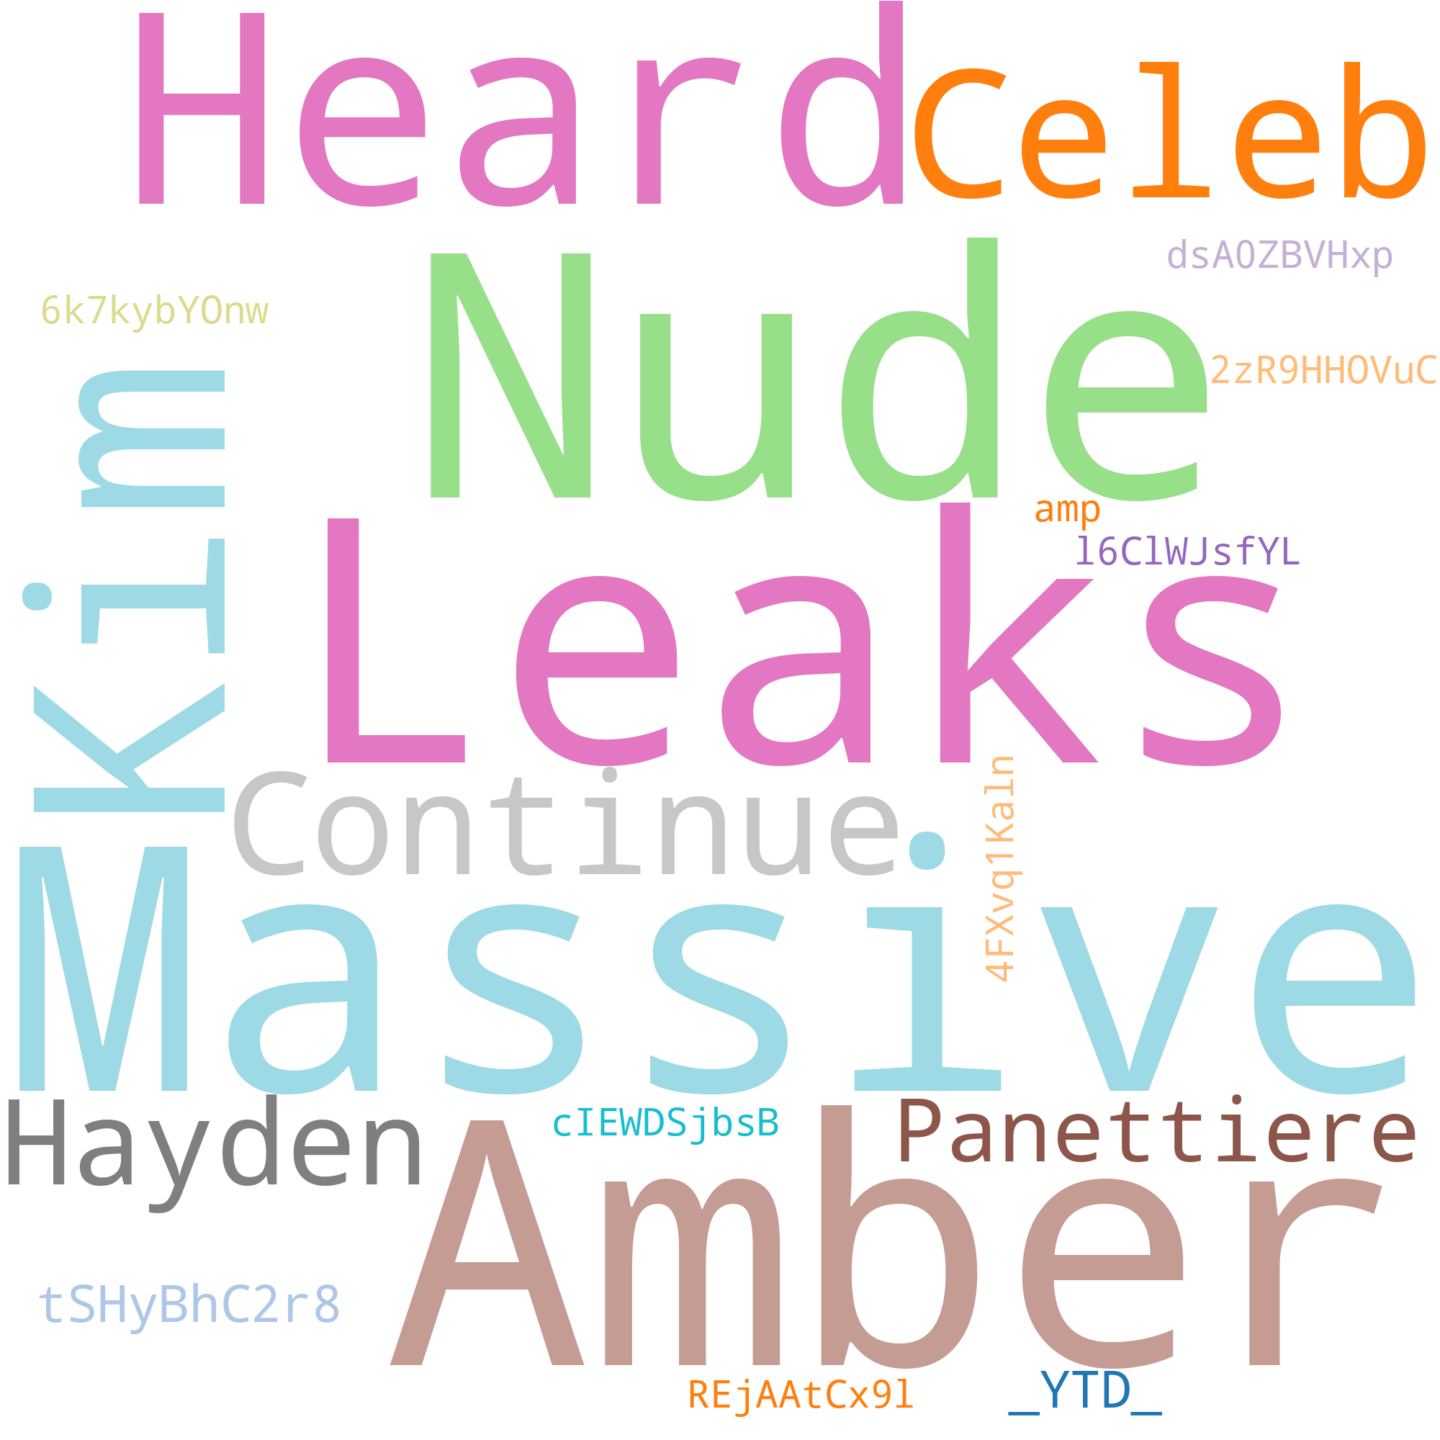 Heard
Celeb
dsA0ZBVHxp
6k7kybYOnw
Nude
2zR9HHOVuC
Kim
amp
l6ClWJsfYL
Leaks
Continue
4FXvq1Kaln
Massive
Hayden
cIEWDSjbsB
Panettiere
Amber
tSHyBhC2r8
REjAAtCx9l
_YTD_